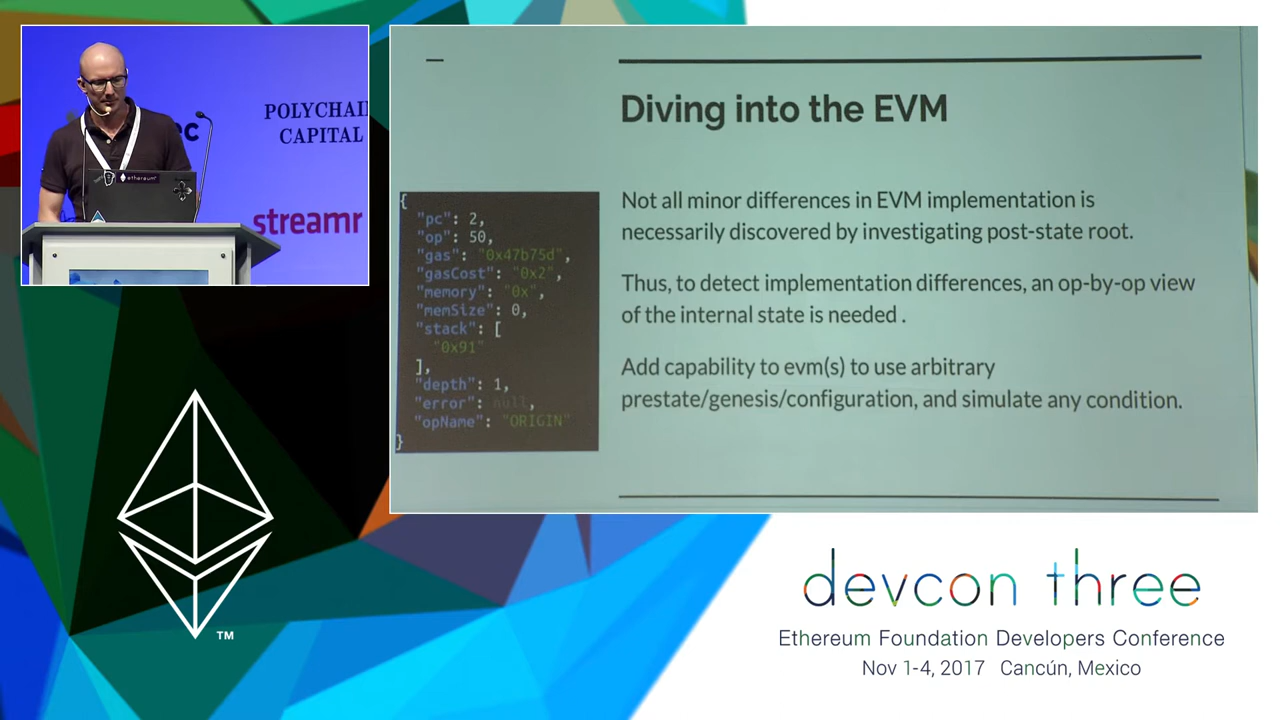 POLYCHAI
CAPITAL
ec
streamr
ethereum
Diving into the EVM
Not all minor differences in EVM implementation is
necessarily discovered by investigating post-state root.
Thus, to detect implementation differences, an op-by-op view
of the internal state is needed .
Add capability to evm(s) to use arbitrary
prestate/genesis/configuration, and simulate any condition.
{
"pc": 2,
"op": 50,
"gas": "0x47b75d",
"gasCost": "0x2",
"memory": "0x",
"memSize": 0,
"stack": [
"0x91"
],
"depth": 1,
"error": null,
"opName": "ORIGIN"
}
TM
devcon three
Ethereum Foundation Developers Conference
Nov 1-4, 2017 Cancún, Mexico